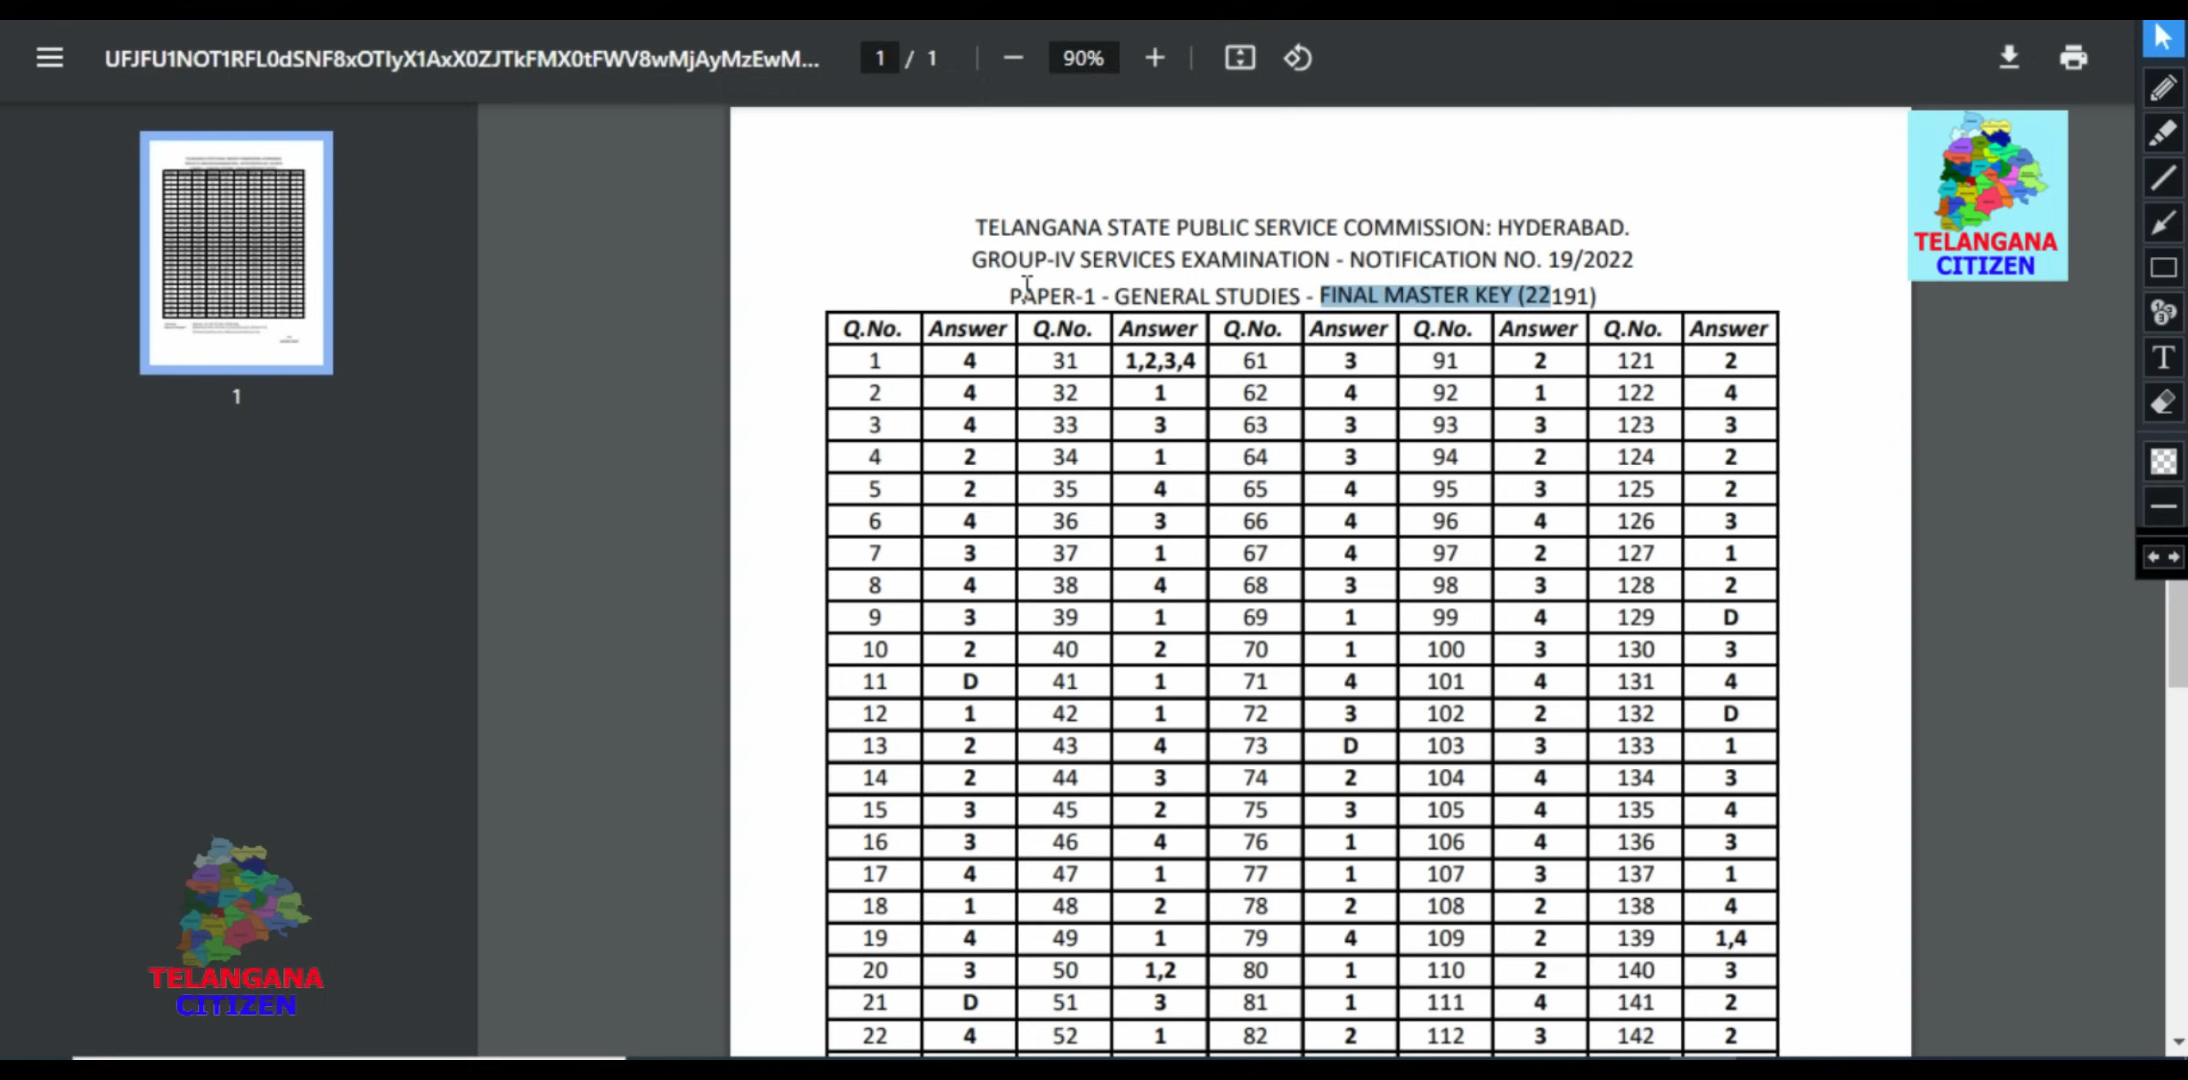 UFJFU1NOT1RFL0dSNF8xOTIyX1AxX0ZJTkFMX0tFWV8wMjAyMzEwM... 1 / 1 90%
TELANGANA
CITIZEN
TELANGANA STATE PUBLIC SERVICE COMMISSION: HYDERABAD.
GROUP-IV SERVICES EXAMINATION - NOTIFICATION NO. 19/2022
PAPER-1 - GENERAL STUDIES - FINAL MASTER KEY (22191)
Q.No. Answer Q.No. Answer Q.No. Answer Q.No. Answer Q.No. Answer
1 4 31 1,2,3,4 61 3 91 2 121 2
2 4 32 1 62 4 92 1 122 4
3 4 33 3 63 3 93 3 123 3
4 2 34 1 64 3 94 2 124 2
5 2 35 4 65 4 95 3 125 2
6 4 36 3 66 4 96 4 126 3
7 3 37 1 67 4 97 2 127 1
8 4 38 4 68 3 98 3 128 2
9 3 39 1 69 1 99 4 129 D
10 2 40 2 70 1 100 3 130 3
11 D 41 1 71 4 101 4 131 4
12 1 42 1 72 3 102 2 132 D
13 2 43 4 73 D 103 3 133 1
14 2 44 3 74 2 104 4 134 3
15 3 45 2 75 3 105 4 135 4
16 3 46 4 76 1 106 4 136 3
17 4 47 1 77 1 107 3 137 1
18 1 48 2 78 2 108 2 138 4
19 4 49 1 79 4 109 2 139 1,4
20 3 50 1,2 80 1 110 2 140 3
21 D 51 3 81 1 111 4 141 2
22 4 52 1 82 2 112 3 142 2
1
TELANGANA
CITIZEN
T